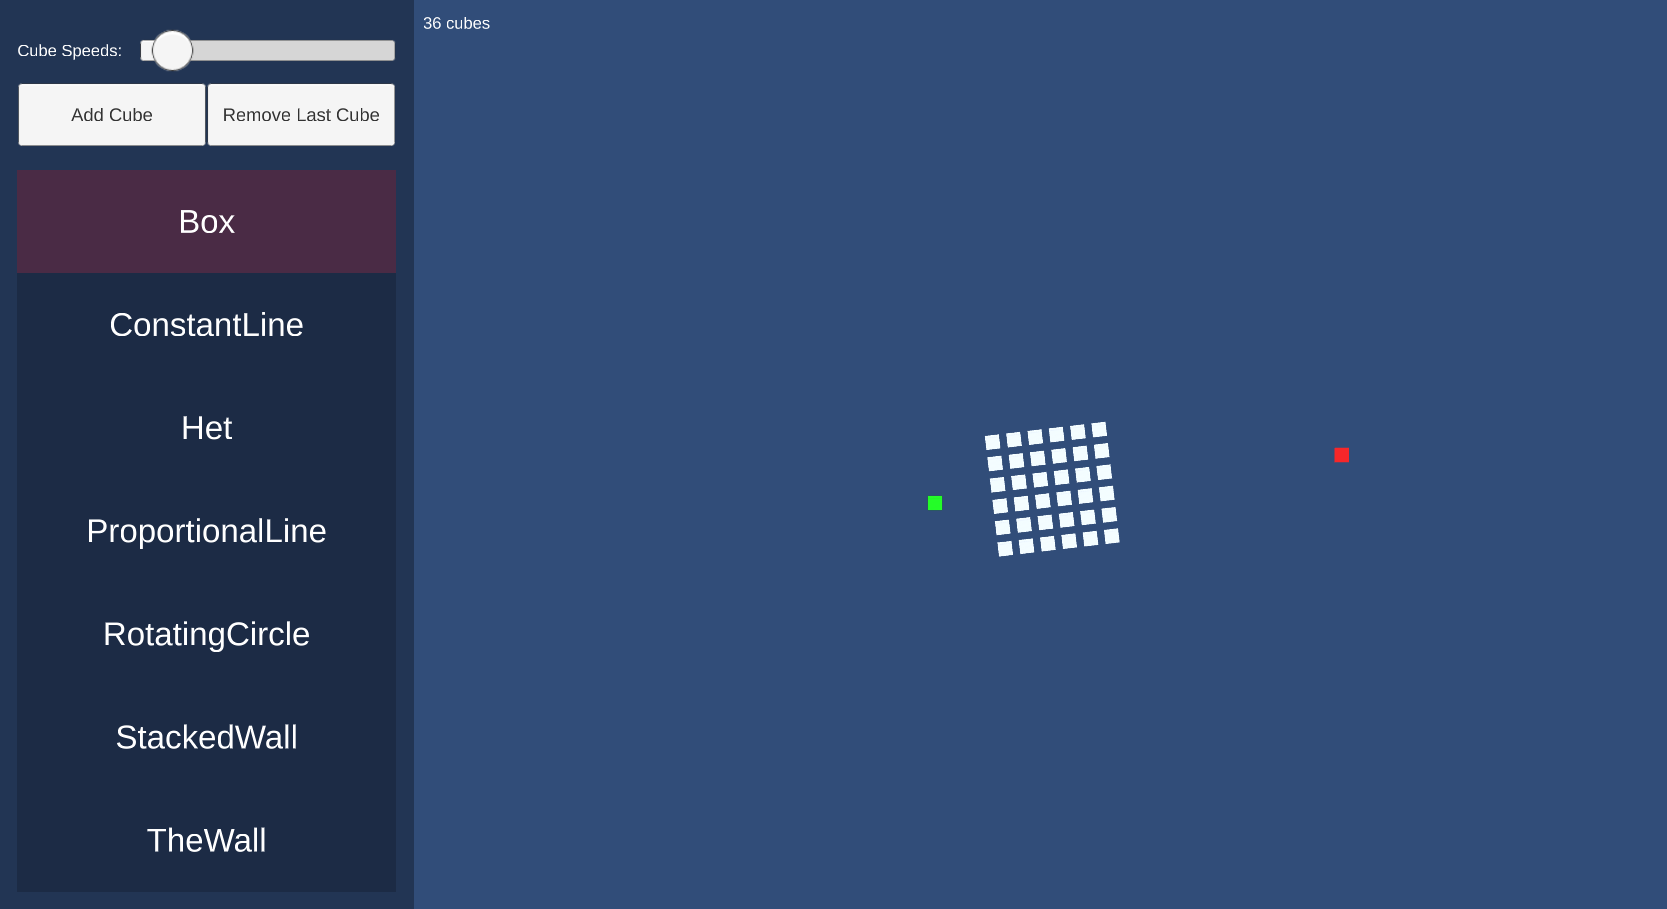 36 cubes
Cube Speeds:
Add Cube
Remove Last Cube
Box
ConstantLine
Het
ProportionalLine
RotatingCircle
StackedWall
TheWall